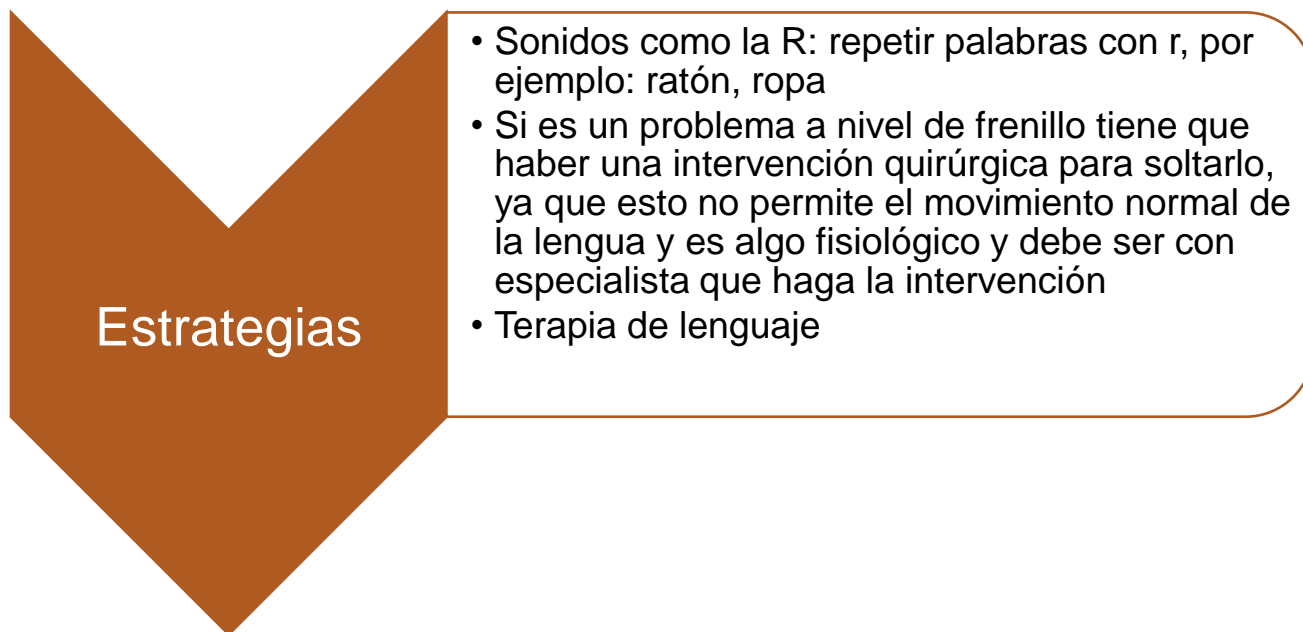 Estrategias
• Sonidos como la R: repetir palabras con r, por
ejemplo: ratón, ropa
• Si es un problema a nivel de frenillo tiene que
haber una intervención quirúrgica para soltarlo,
ya que esto no permite el movimiento normal de
la lengua y es algo fisiológico y debe ser con
especialista que haga la intervención
• Terapia de lenguaje